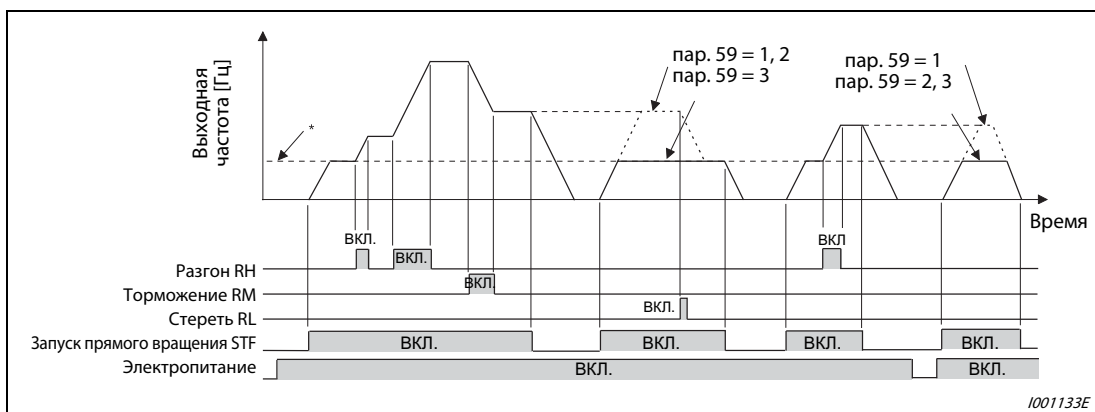 Выходная
частота [Гц]
*
пар. 59 = 1, 2
пар. 59 = 3
пар. 59 = 1
пар. 59 = 2, 3
Время
Разгон RH
ВКЛ.
ВКЛ.
ВКЛ
Торможение RM
ВКЛ.
Стереть RL
ВКЛ.
Запуск прямого вращения STF
ВКЛ.
ВКЛ.
ВКЛ.
ВКЛ.
Электропитание
ВКЛ.
ВКЛ.
I001133E